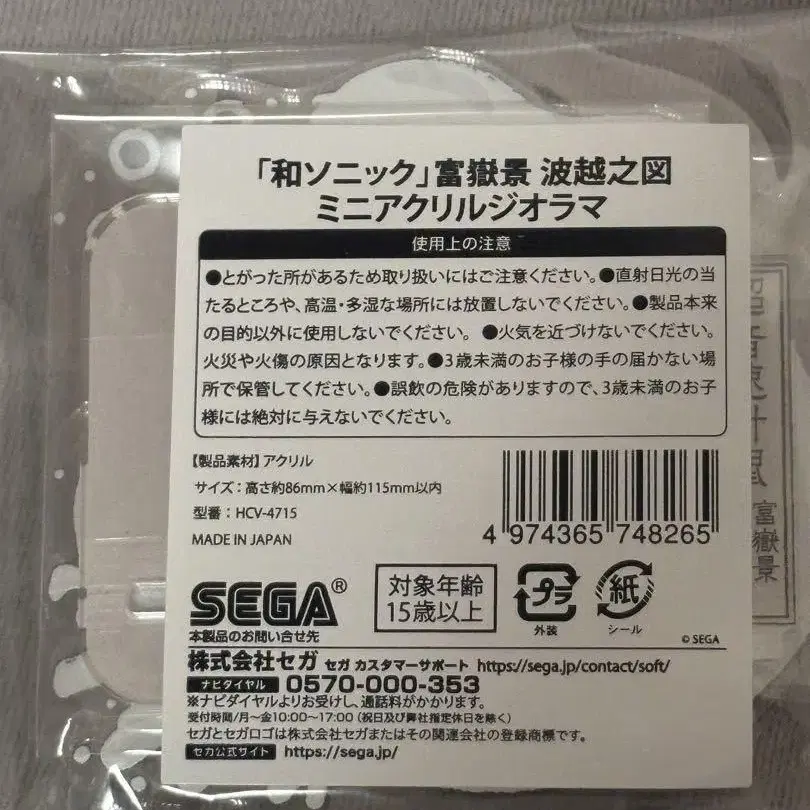 「和ソニック」富嶽景 波越之図
ミニアクリルジオラマ
使用上の注意
●とがった所があるため取り扱いにはご注意ください。●直射日光の当
たるところや、高温・多湿な場所には放置しないでください。●製品本来
の目的以外に使用しないでください。 ●火気を近づけないでください。
火災や火傷の原因となります。●3歳未満のお子様の手の届かない場
所で保管してください。●誤飲の危険がありますので、3歳未満のお子
様には絶対に与えないでください。
【製品素材】アクリル
サイズ：高さ約86mm×幅約115mm以内
型番：HCV-4715
MADE IN JAPAN
4 974365 748265
SEGA®
対象年齢
15歳以上
プラ
外装
紙
シール
© SEGA
本製品のお問い合せ先
株式会社セガ セガ カスタマーサポート https://sega.jp/contact/soft/
ナビダイヤル 0570-000-353
※ナビダイヤルよりお受けし、通話料がかかります。
受付時間/月～金10:00～17:00（祝日及び弊社指定休日を除く）
セガとセガロゴは株式会社セガまたはその関連会社の登録商標です。
セガ公式サイト https://sega.jp/
富嶽景